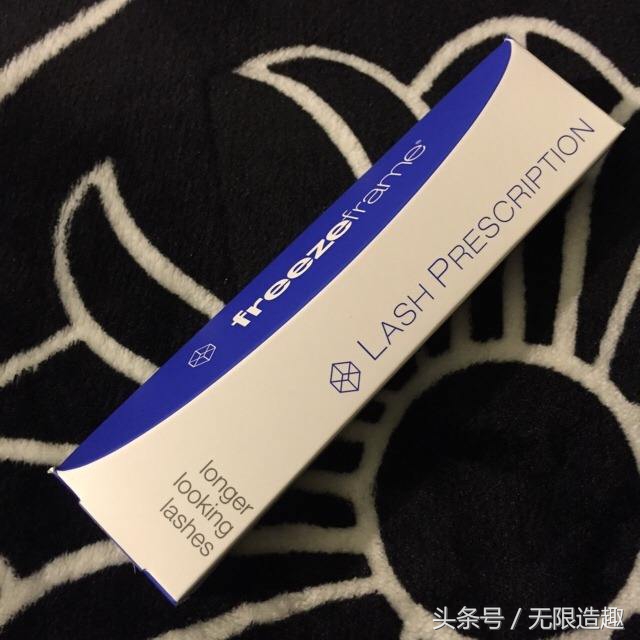 freezeframe®
LASH PRESCRIPTION
longer
looking
lashes
头条号 / 无限造趣